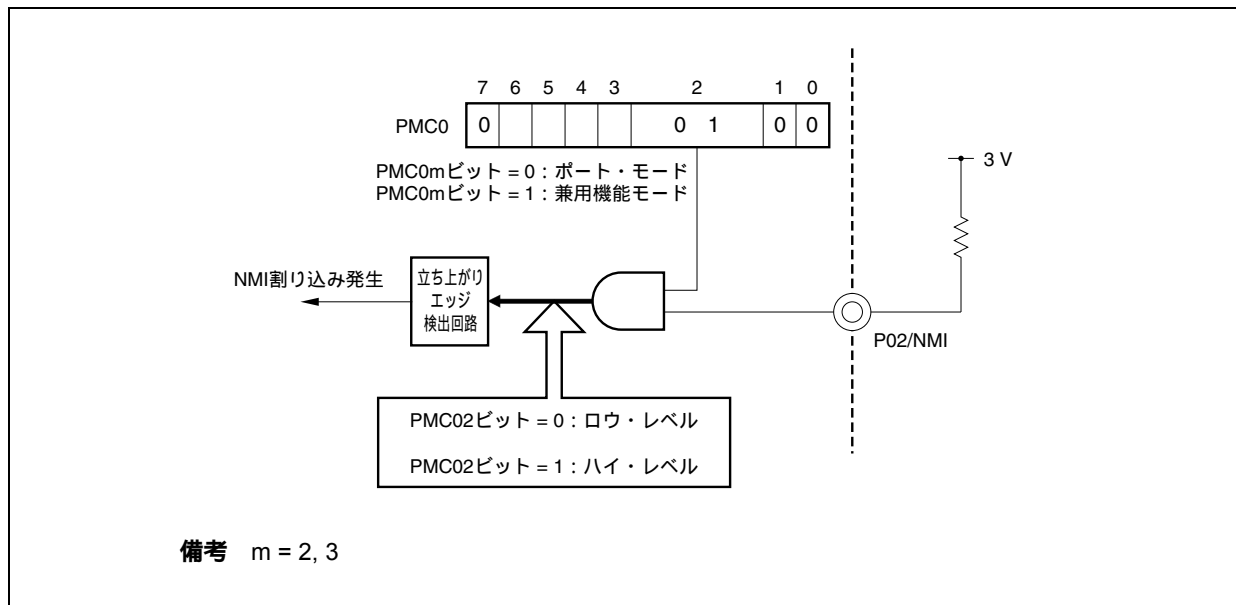 7 6 5 4 3 2 1 0
PMC0 0 0 1 0 0
PMC0mビット = 0：ポート・モード
PMC0mビット = 1：兼用機能モード
3 V
NMI割り込み発生
立ち上がり
エッジ
検出回路
P02/NMI
PMC02ビット = 0：ロウ・レベル
PMC02ビット = 1：ハイ・レベル
備考 m = 2, 3